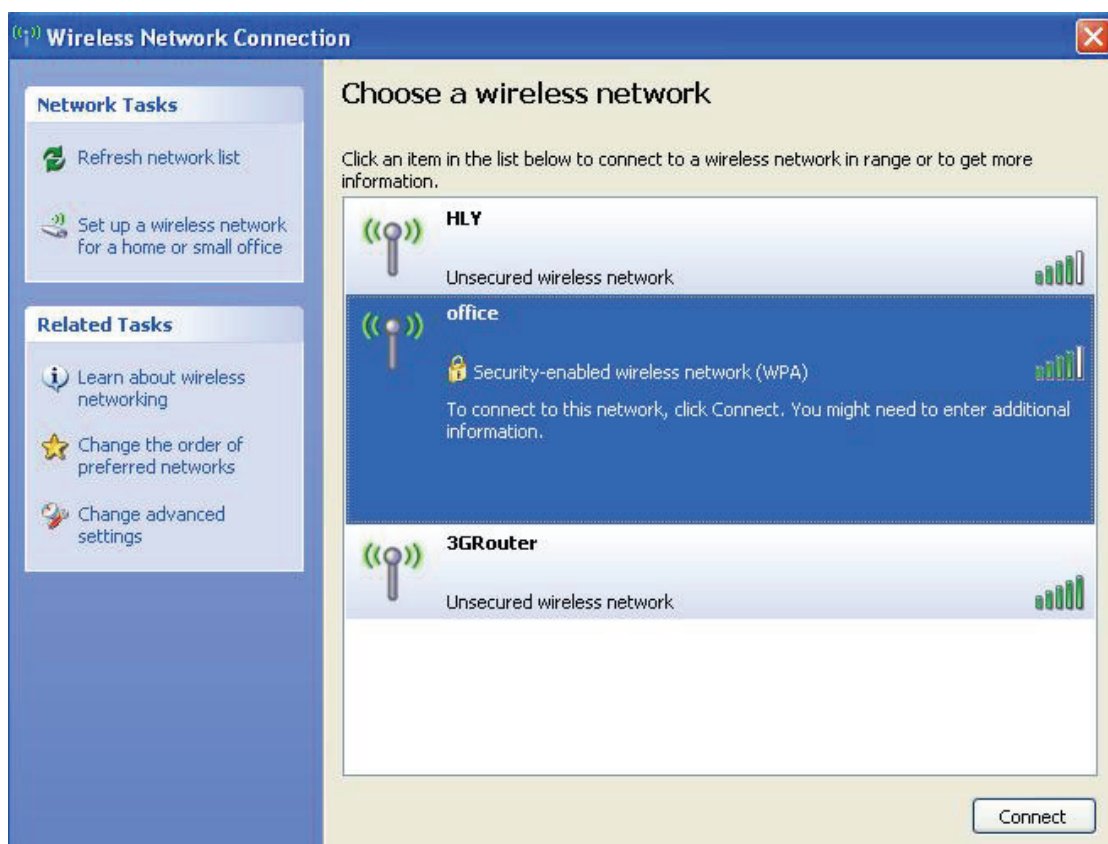 Wireless Network Connection
Network Tasks
Refresh network list
Set up a wireless network
for a home or small office
Related Tasks
Learn about wireless
networking
Change the order of
preferred networks
Change advanced
settings
Choose a wireless network
Click an item in the list below to connect to a wireless network in range or to get more
information.
HLY
Unsecured wireless network
office
Security-enabled wireless network (WPA)
To connect to this network, click Connect. You might need to enter additional
information.
3GRouter
Unsecured wireless network
Connect